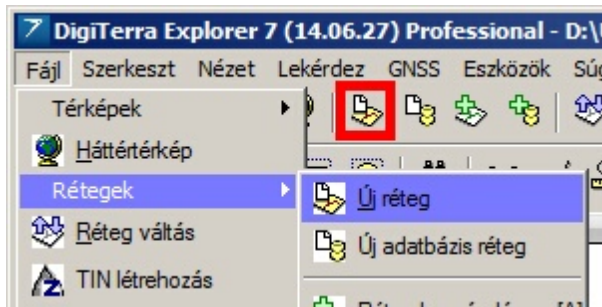 7 DigiTerra Explorer 7 (14.06.27) Professional - D:\
Fájl Szerkeszt Nézet Lekérdez GNSS Eszközök
Térképek
Háttértérkép
Rétegek
Új réteg
Réteg váltás
Új adatbázis réteg
TIN létrehozás